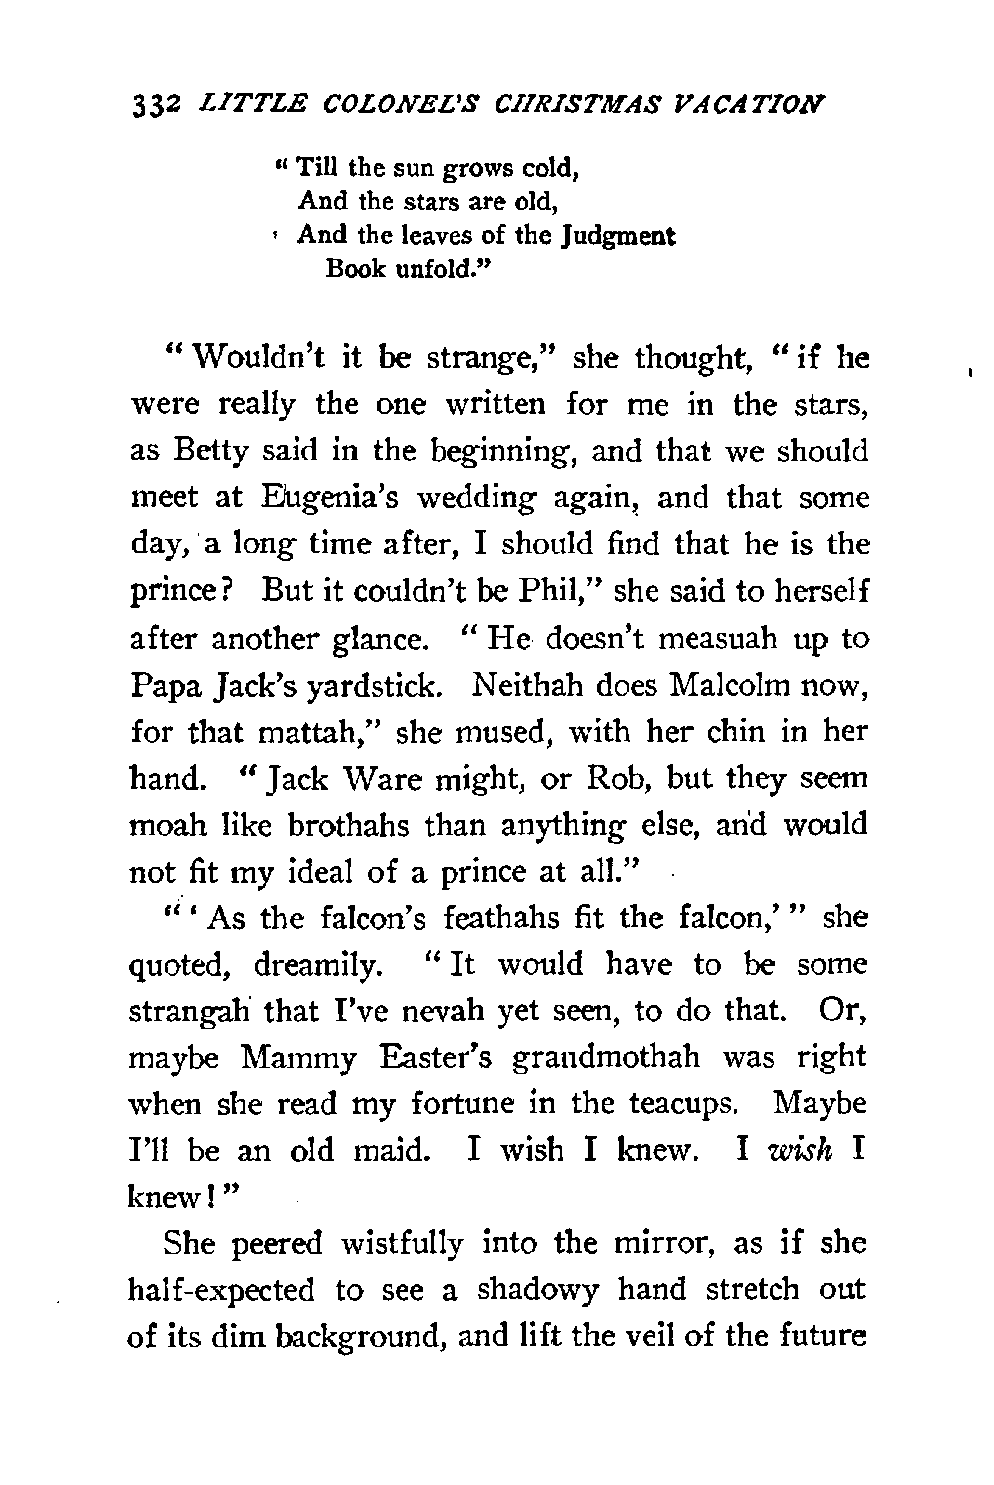 332 LITTLE COLONEL'S CHRISTMAS VACATION
" Till the sun grows cold,
And the stars are old,
And the leaves of the Judgment
Book unfold."
" Wouldn't it be strange," she thought, " if he
were really the one written for me in the stars,
as Betty said in the beginning, and that we should
meet at Eugenia's wedding again, and that some
day, a long time after, I should find that he is the
prince? But it couldn't be Phil," she said to herself
after another glance. " He doesn't measuah up to
Papa Jack's yardstick. Neithah does Malcolm now,
for that mattah," she mused, with her chin in her
hand. " Jack Ware might, or Rob, but they seem
moah like brothahs than anything else, and would
not fit my ideal of a prince at all."
" ' As the falcon's feathahs fit the falcon,' " she
quoted, dreamily. " It would have to be some
strangah that I've nevah yet seen, to do that. Or,
maybe Mammy Easter's grandmothah was right
when she read my fortune in the teacups. Maybe
I'll be an old maid. I wish I knew. I wish I
knew! "
She peered wistfully into the mirror, as if she
half-expected to see a shadowy hand stretch out
of its dim background, and lift the veil of the future